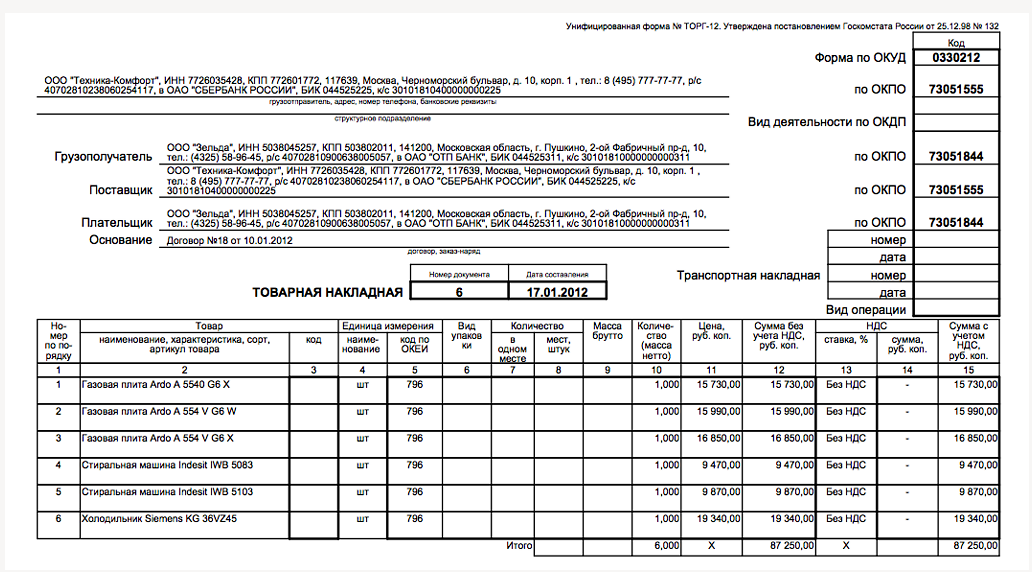 Унифицированная форма № ТОРГ-12. Утверждена постановлением Госкомстата России от 25.12.98 № 132
Код
Форма по ОКУД 0330212
ООО "Техника-Комфорт", ИНН 7726035428, КПП 772601772, 117639, Москва, Черноморский бульвар, д. 10, корп. 1 , тел.: 8 (495) 777-77-77, р/с
40702810238060254117, в ОАО "СБЕРБАНК РОССИИ", БИК 044525225, к/с 30101810400000000225
по ОКПО 73051555
грузоотправитель, адрес, номер телефона, банковские реквизиты
структурное подразделение
Вид деятельности по ОКДП
Грузополучатель
ООО "Зельда", ИНН 5038045257, КПП 503802011, 141200, Московская область, г. Пушкино, 2-ой Фабричный пр-д, 10,
тел.: (4325) 58-96-45, р/с 40702810900638005057, в ОАО "ОТП БАНК", БИК 044525311, к/с 30101810000000000311
по ОКПО 73051844
Поставщик
ООО "Техника-Комфорт", ИНН 7726035428, КПП 772601772, 117639, Москва, Черноморский бульвар, д. 10, корп. 1 ,
тел.: 8 (495) 777-77-77, р/с 40702810238060254117, в ОАО "СБЕРБАНК РОССИИ", БИК 044525225, к/с
30101810400000000225
по ОКПО 73051555
Плательщик
ООО "Зельда", ИНН 5038045257, КПП 503802011, 141200, Московская область, г. Пушкино, 2-ой Фабричный пр-д, 10,
тел.: (4325) 58-96-45, р/с 40702810900638005057, в ОАО "ОТП БАНК", БИК 044525311, к/с 30101810000000000311
по ОКПО 73051844
Основание Договор №18 от 10.01.2012
договор, заказ-наряд
номер
дата
Транспортная накладная номер
дата
Вид операции
Номер документа Дата составления
ТОВАРНАЯ НАКЛАДНАЯ 6 17.01.2012
Но-мер по по-рядку Товар Единица измерения Вид упаков ки Количество Масса брутто Количе-ство (масса нетто) Цена, руб. коп. Сумма без учета НДС, руб. коп. НДС Сумма с учетом НДС, руб. коп.
наименование, характеристика, сорт, артикул товара код наиме-нование код по ОКЕИ в одном месте мест, штук ставка, % сумма, руб. коп.
1 2 3 4 5 6 7 8 9 10 11 12 13 14 15
1 Газовая плита Ardo A 5540 G6 X шт 796 1,000 15 730,00 15 730,00 Без НДС - 15 730,00
2 Газовая плита Ardo A 554 V G6 W шт 796 1,000 15 990,00 15 990,00 Без НДС - 15 990,00
3 Газовая плита Ardo A 554 V G6 X шт 796 1,000 16 850,00 16 850,00 Без НДС - 16 850,00
4 Стиральная машина Indesit IWB 5083 шт 796 1,000 9 470,00 9 470,00 Без НДС - 9 470,00
5 Стиральная машина Indesit IWB 5103 шт 796 1,000 9 870,00 9 870,00 Без НДС - 9 870,00
6 Холодильник Siemens KG 36VZ45 шт 796 1,000 19 340,00 19 340,00 Без НДС - 19 340,00
Итого 6,000 Х 87 250,00 Х 87 250,00